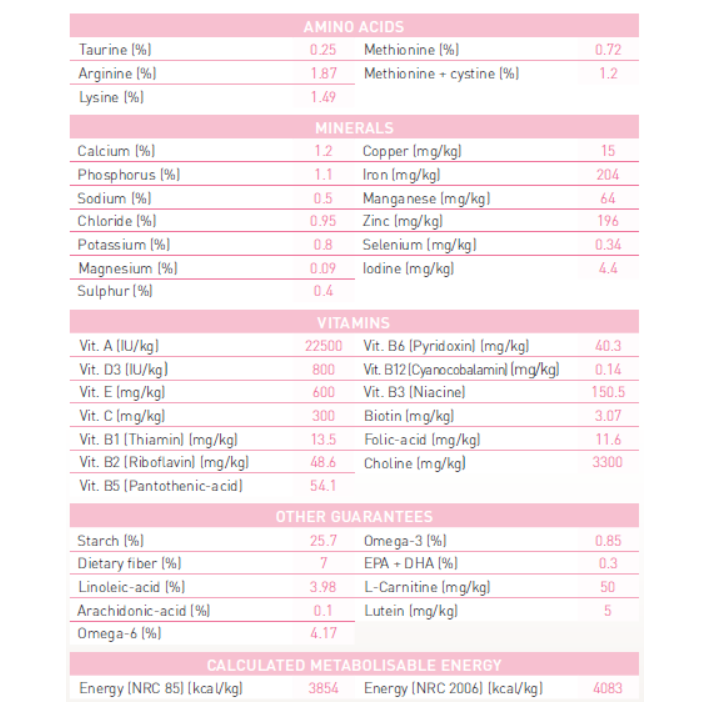 AMINO ACIDS
Taurine (%) 0.25 Methionine (%) 0.72
Arginine (%) 1.87 Methionine + cystine (%) 1.2
Lysine (%) 1.49
MINERALS
Calcium (%) 1.2 Copper (mg/kg) 15
Phosphorus (%) 1.1 Iron (mg/kg) 204
Sodium (%) 0.5 Manganese (mg/kg) 64
Chloride (%) 0.95 Zinc (mg/kg) 196
Potassium (%) 0.8 Selenium (mg/kg) 0.34
Magnesium (%) 0.09 Iodine (mg/kg) 4.4
Sulphur (%) 0.4
VITAMINS
Vit. A (IU/kg) 22500 Vit. B6 (Pyridoxin) (mg/kg) 40.3
Vit. D3 (IU/kg) 800 Vit. B12 (Cyanocobalamin) (mg/kg) 0.14
Vit. E (mg/kg) 600 Vit. B3 (Niacine) 150.5
Vit. C (mg/kg) 300 Biotin (mg/kg) 3.07
Vit. B1 (Thiamin) (mg/kg) 13.5 Folic-acid (mg/kg) 11.6
Vit. B2 (Riboflavin) (mg/kg) 48.6 Choline (mg/kg) 3300
Vit. B5 (Pantothenic-acid) 54.1
OTHER GUARANTEES
Starch (%) 25.7 Omega-3 (%) 0.85
Dietary fiber (%) 7 EPA + DHA (%) 0.3
Linoleic-acid (%) 3.98 L-Carnitine (mg/kg) 50
Arachidonic-acid (%) 0.1 Lutein (mg/kg) 5
Omega-6 (%) 4.17
CALCULATED METABOLISABLE ENERGY
Energy (NRC 85) (kcal/kg) 3854 Energy (NRC 2006) (kcal/kg) 4083